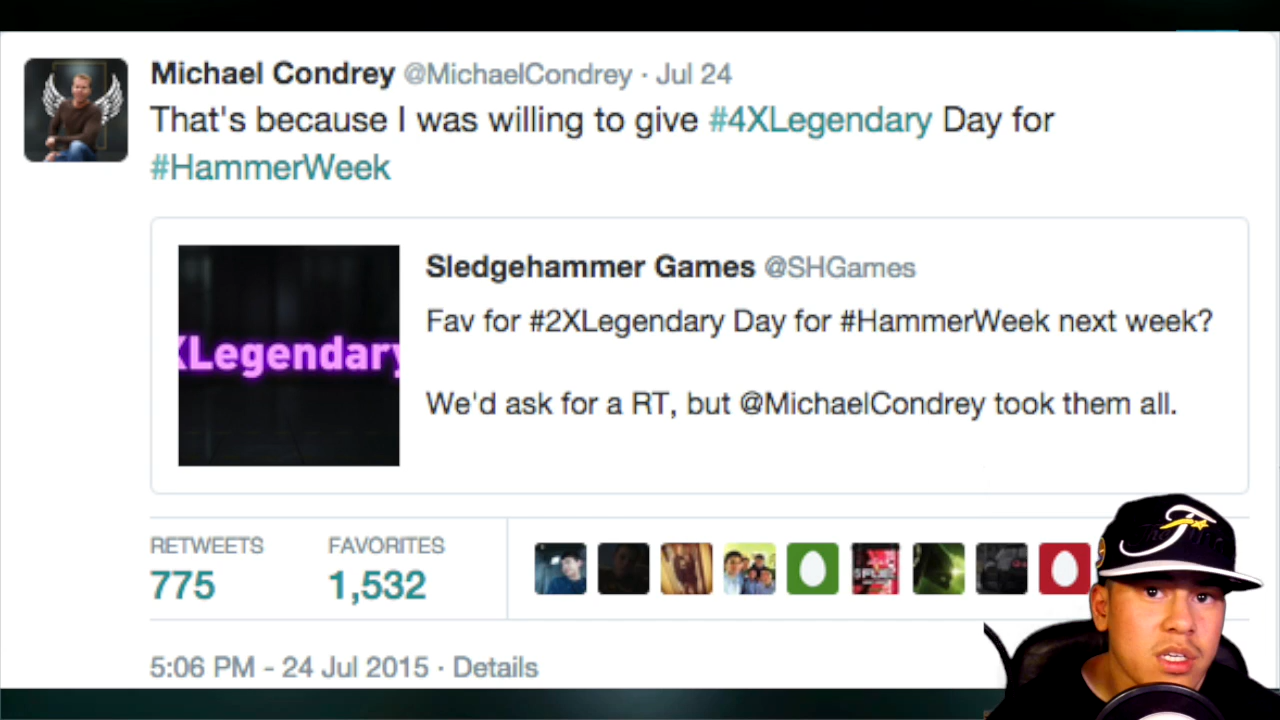 Michael Condrey @MichaelCondrey · Jul 24
That's because I was willing to give #4XLegendary Day for
#HammerWeek
XLegendary
Sledgehammer Games @SHGames
Fav for #2XLegendary Day for #HammerWeek next week?
We'd ask for a RT, but @MichaelCondrey took them all.
RETWEETS
775
FAVORITES
1,532
5:06 PM - 24 Jul 2015 · Details